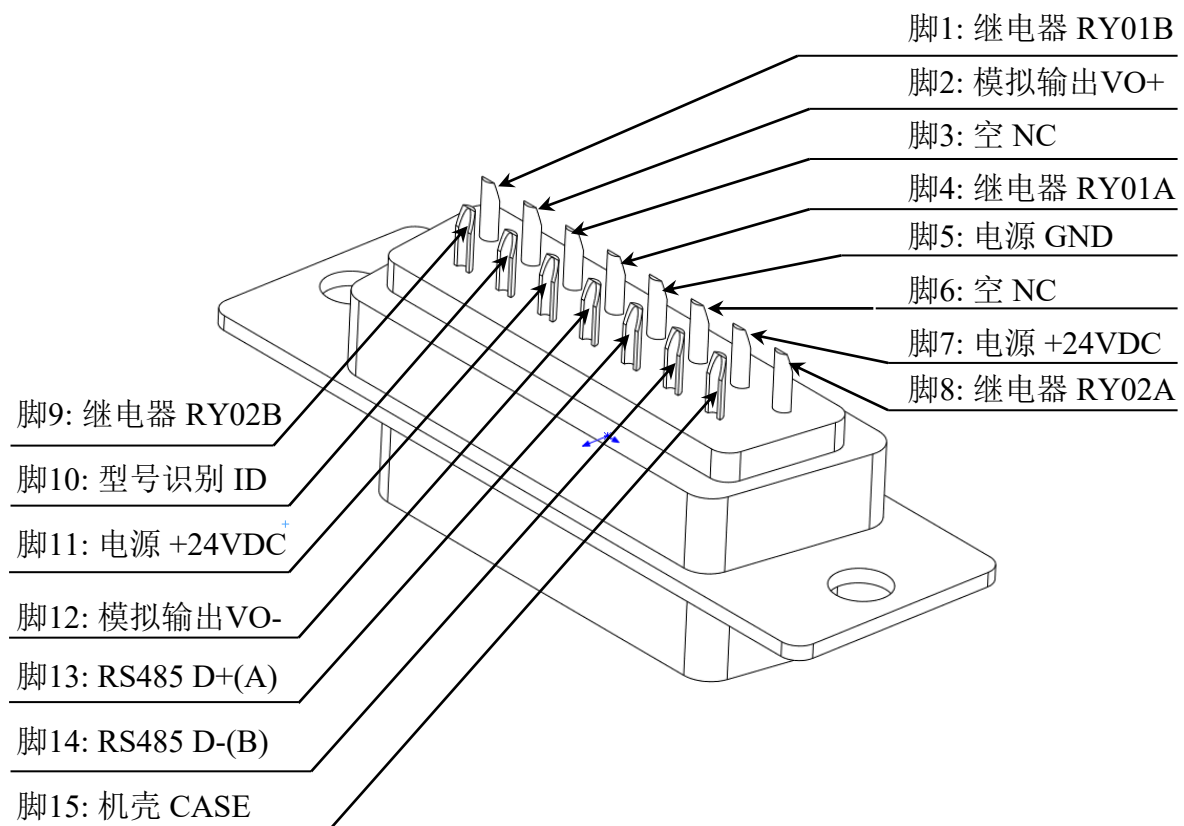 脚1: 继电器 RY01B
脚2: 模拟输出VO+
脚3: 空 NC
脚4: 继电器 RY01A
脚5: 电源 GND
脚6: 空 NC
脚7: 电源 +24VDC
脚8: 继电器 RY02A
脚9: 继电器 RY02B
脚10: 型号识别 ID
脚11: 电源 +24VDC
脚12: 模拟输出VO-
脚13: RS485 D+(A)
脚14: RS485 D-(B)
脚15: 机壳 CASE